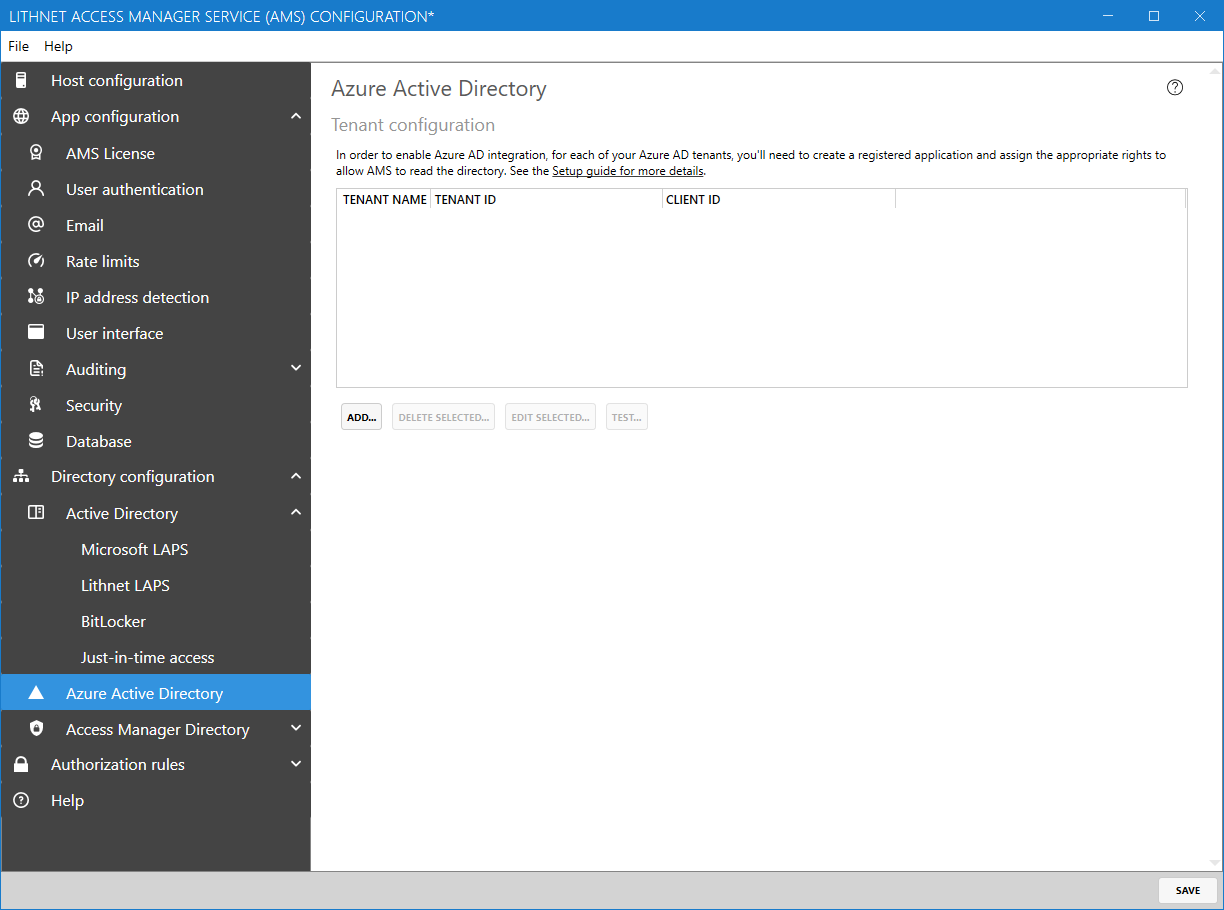 LITHNET ACCESS MANAGER SERVICE (AMS) CONFIGURATION*
File Help
Host configuration
App configuration
AMS License
User authentication
Email
Rate limits
IP address detection
User interface
Auditing
Security
Database
Directory configuration
Active Directory
Microsoft LAPS
Lithnet LAPS
BitLocker
Just-in-time access
Azure Active Directory
Access Manager Directory
Authorization rules
Help
Azure Active Directory
Tenant configuration
In order to enable Azure AD integration, for each of your Azure AD tenants, you'll need to create a registered application and assign the appropriate rights to
allow AMS to read the directory. See the Setup guide for more details.
TENANT NAME TENANT ID CLIENT ID
ADD... DELETE SELECTED... EDIT SELECTED... TEST...
SAVE